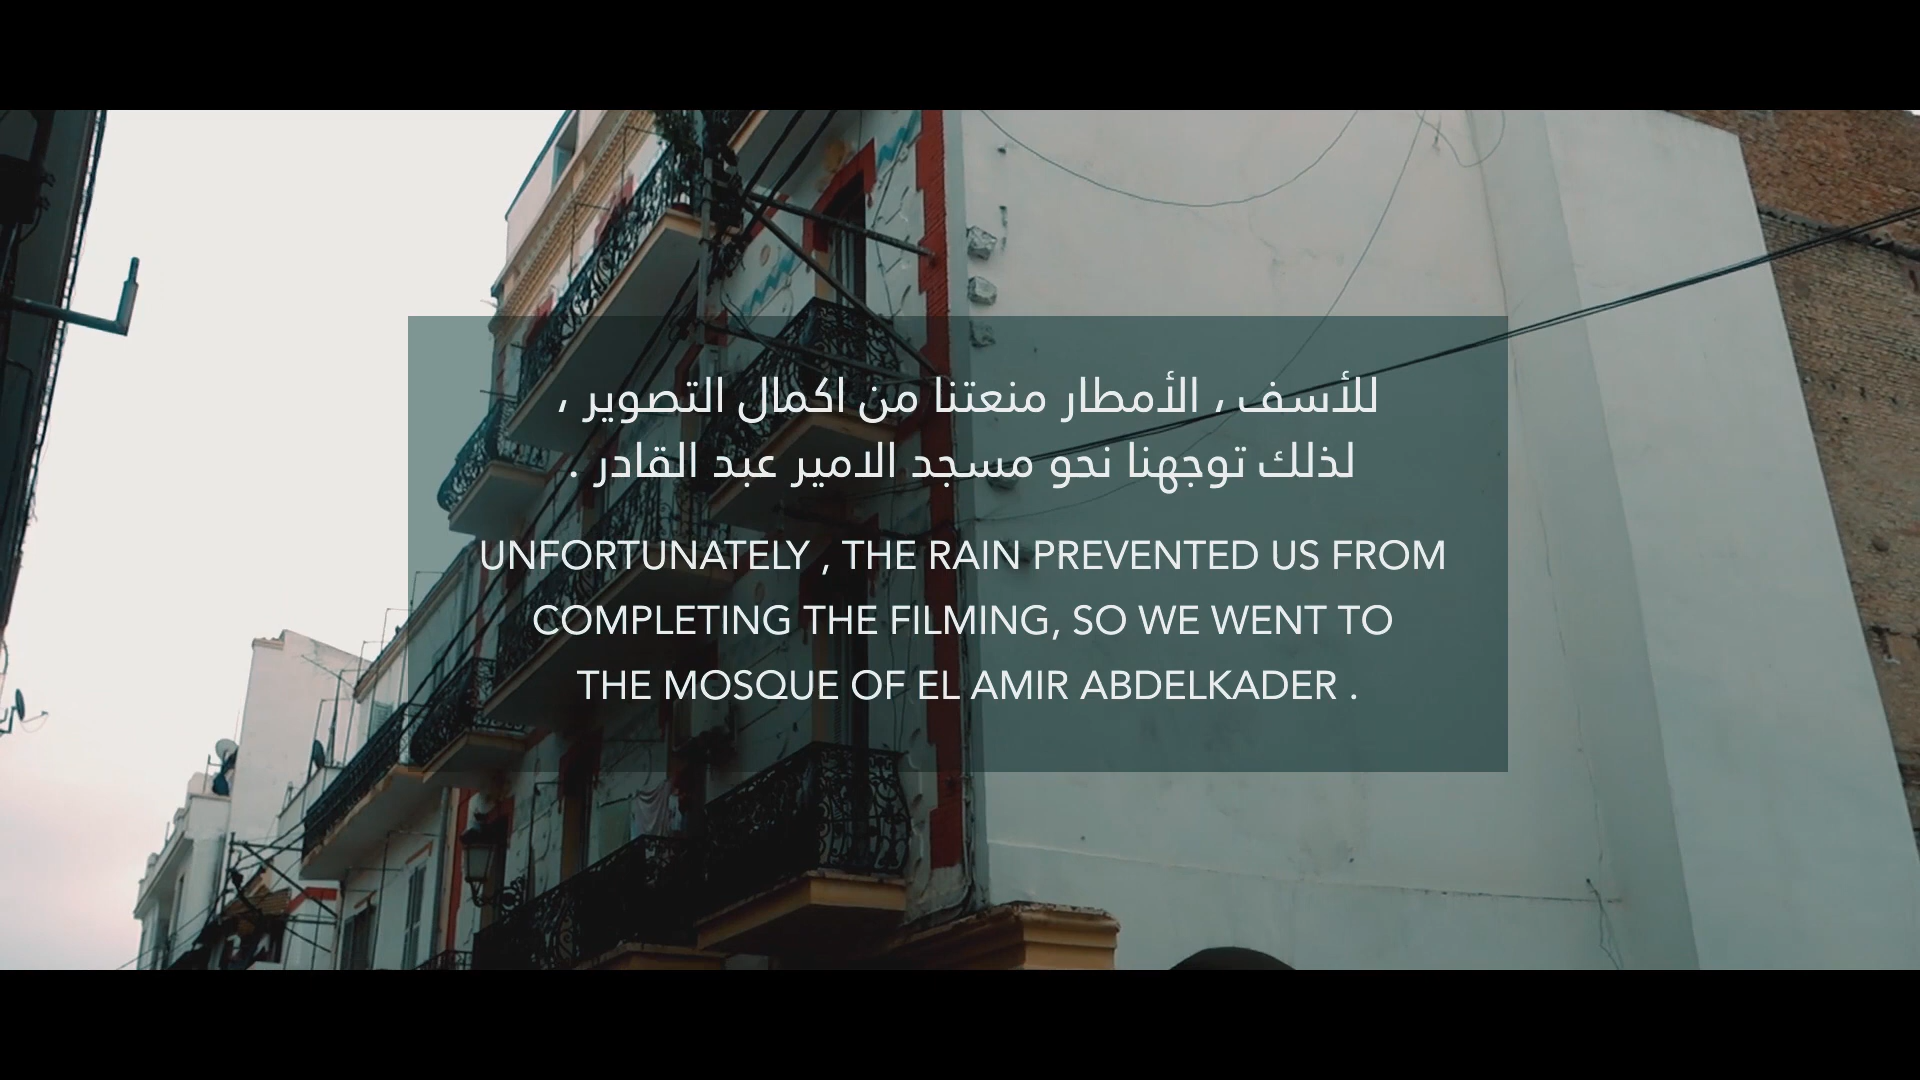 للأسف ، الأمطار منعتنا من اكمال التصوير ،
لذلك توجهنا نحو مسجد الامير عبد القادر .
UNFORTUNATELY , THE RAIN PREVENTED US FROM
COMPLETING THE FILMING, SO WE WENT TO
THE MOSQUE OF EL AMIR ABDELKADER .